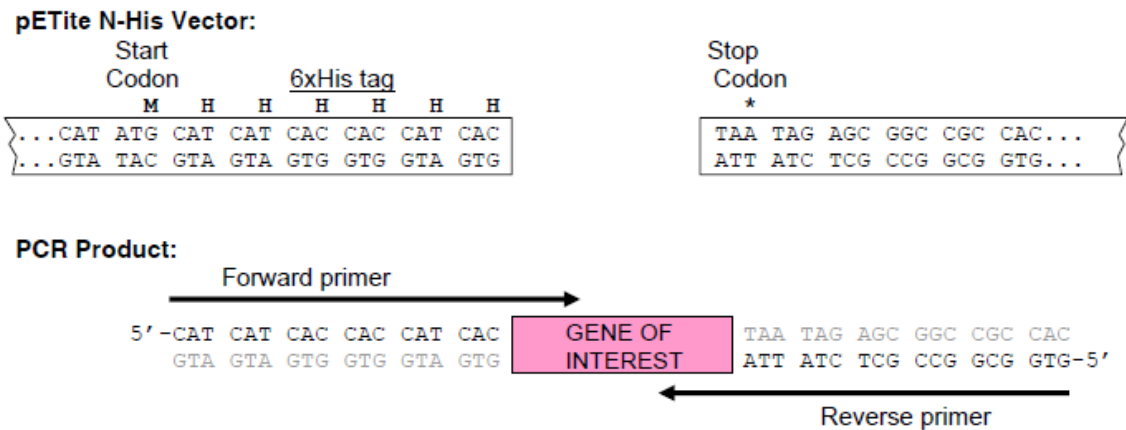 pETite N-His Vector:
Start Codon
6xHis tag
Stop Codon
M H H H H H H
*
...CAT ATG CAT CAT CAC CAC CAT CAC
...GTA TAC GTA GTA GTG GTG GTA GTG
TAA TAG AGC GGC CGC CAC...
ATT ATC TCG CCG GCG GTG...
PCR Product:
Forward primer
5’-CAT CAT CAC CAC CAT CAC
GTA GTA GTG GTG GTA GTG
GENE OF
INTEREST
TAA TAG AGC GGC CGC CAC
ATT ATC TCG CCG GCG GTG-5’
Reverse primer